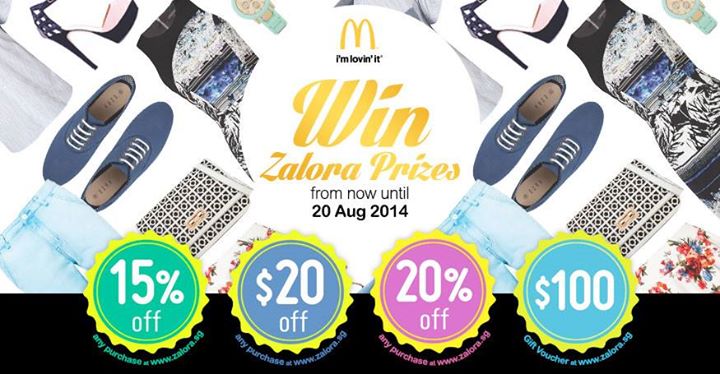 i'm lovin' it®
Win
Zalora Prizes
from now until
20 Aug 2014
15%
off
any purchase at www.zalora.sg
$20
off
any purchase at www.zalora.sg
20%
off
any purchase at www.zalora.sg
$100
Gift Voucher at www.zalora.sg